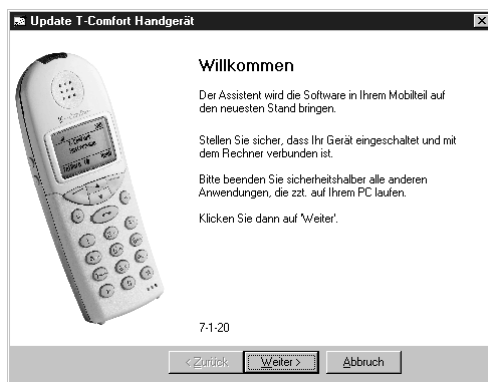 Update T-Comfort Handgerät
Willkommen
Der Assistent wird die Software in Ihrem Mobilteil auf
den neuesten Stand bringen.
Stellen Sie sicher, dass Ihr Gerät eingeschaltet und mit
dem Rechner verbunden ist.
Bitte beenden Sie sicherheitshalber alle anderen
Anwendungen, die zzt. auf Ihrem PC laufen.
Klicken Sie dann auf 'Weiter'.
7-1-20
< Zurück Weiter > Abbruch